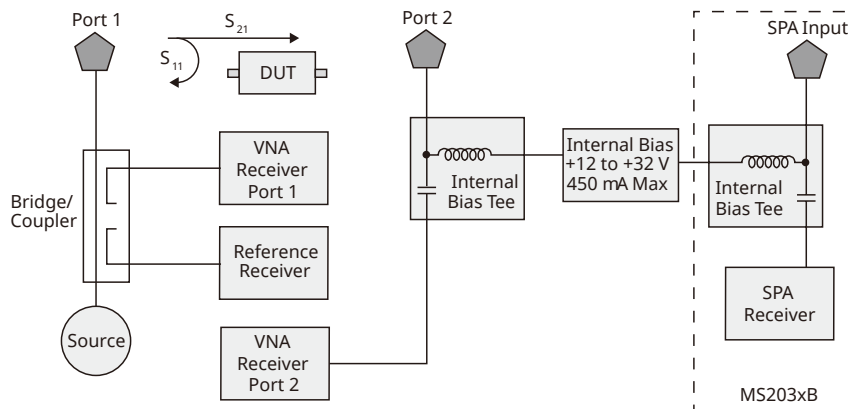 Port 1
S21
S11
DUT
Port 2
SPA Input
VNA
Receiver
Port 1
Bridge/
Coupler
Reference
Receiver
Source
VNA
Receiver
Port 2
Internal
Bias Tee
Internal Bias
+12 to +32 V
450 mA Max
Internal
Bias Tee
SPA
Receiver
MS203xB